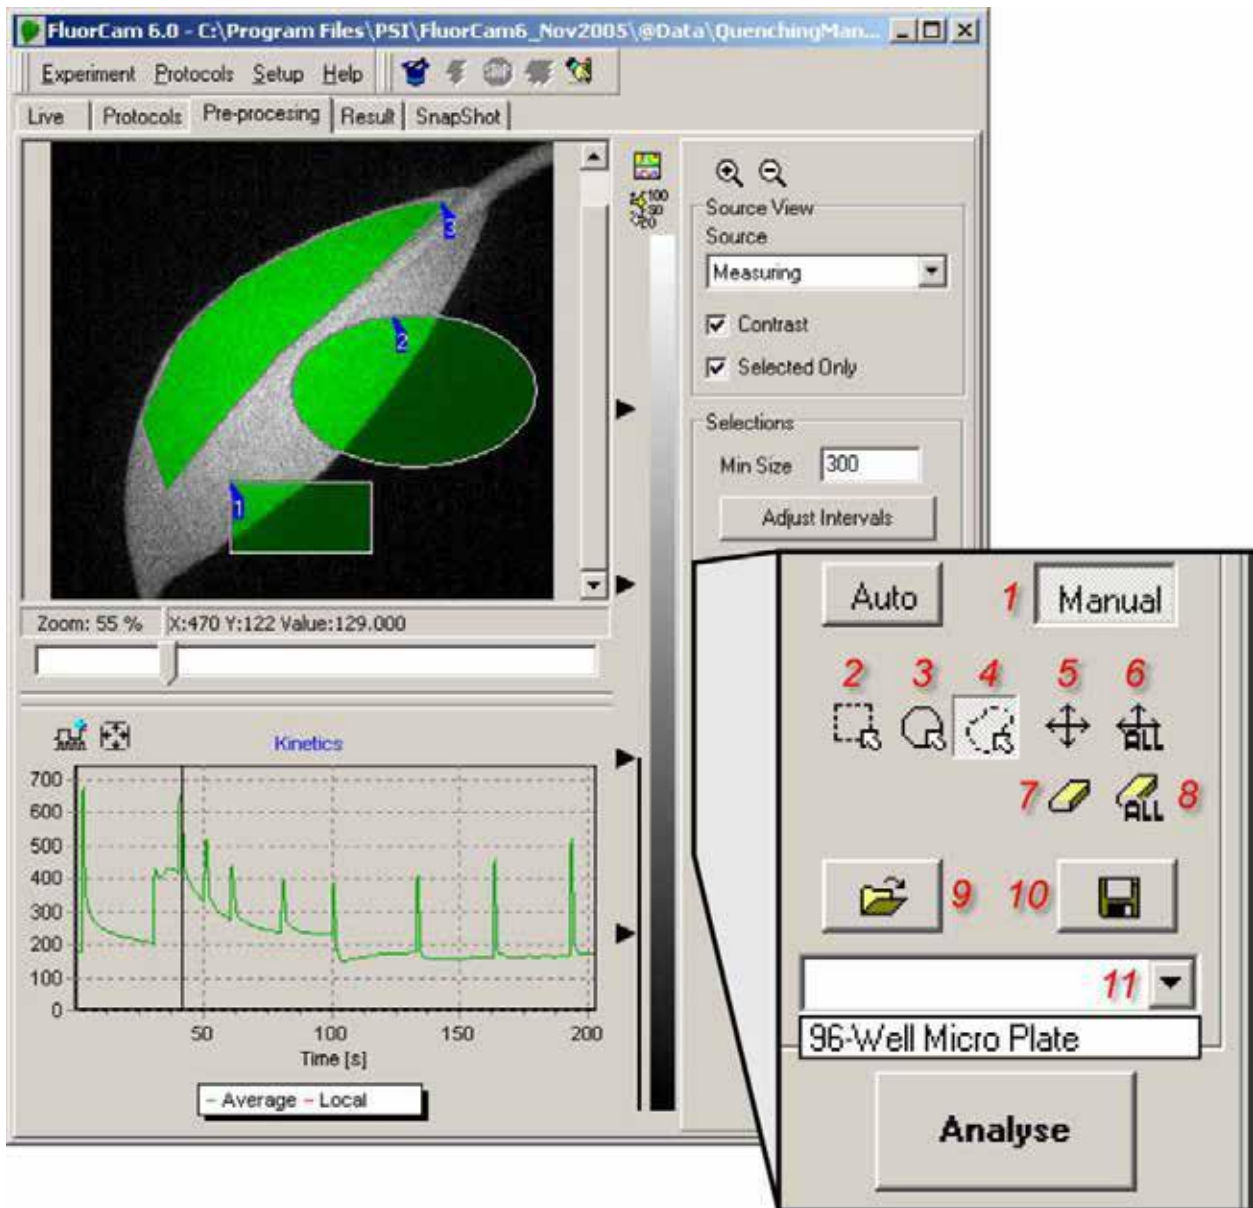 FluorCam 6.0 - C:\Program Files\PSI\FluorCam6_Nov2005\@Data\QuenchingMan...
Experiment Protocols Setup Help
Live Protocols Pre-procesing Result SnapShot
3
2
1
100
50
20
Source View
Source
Measuring
Contrast
Selected Only
Selections
Min Size 300
Adjust Intervals
Zoom: 55 % X:470 Y:122 Value:129.000
Kinetics
700
600
500
400
300
200
100
0
50 100 150 200
Time [s]
- Average - Local
Auto 1 Manual
2 3 4 5 6
ALL
7 8
ALL
9 10
11
96-Well Micro Plate
Analyse